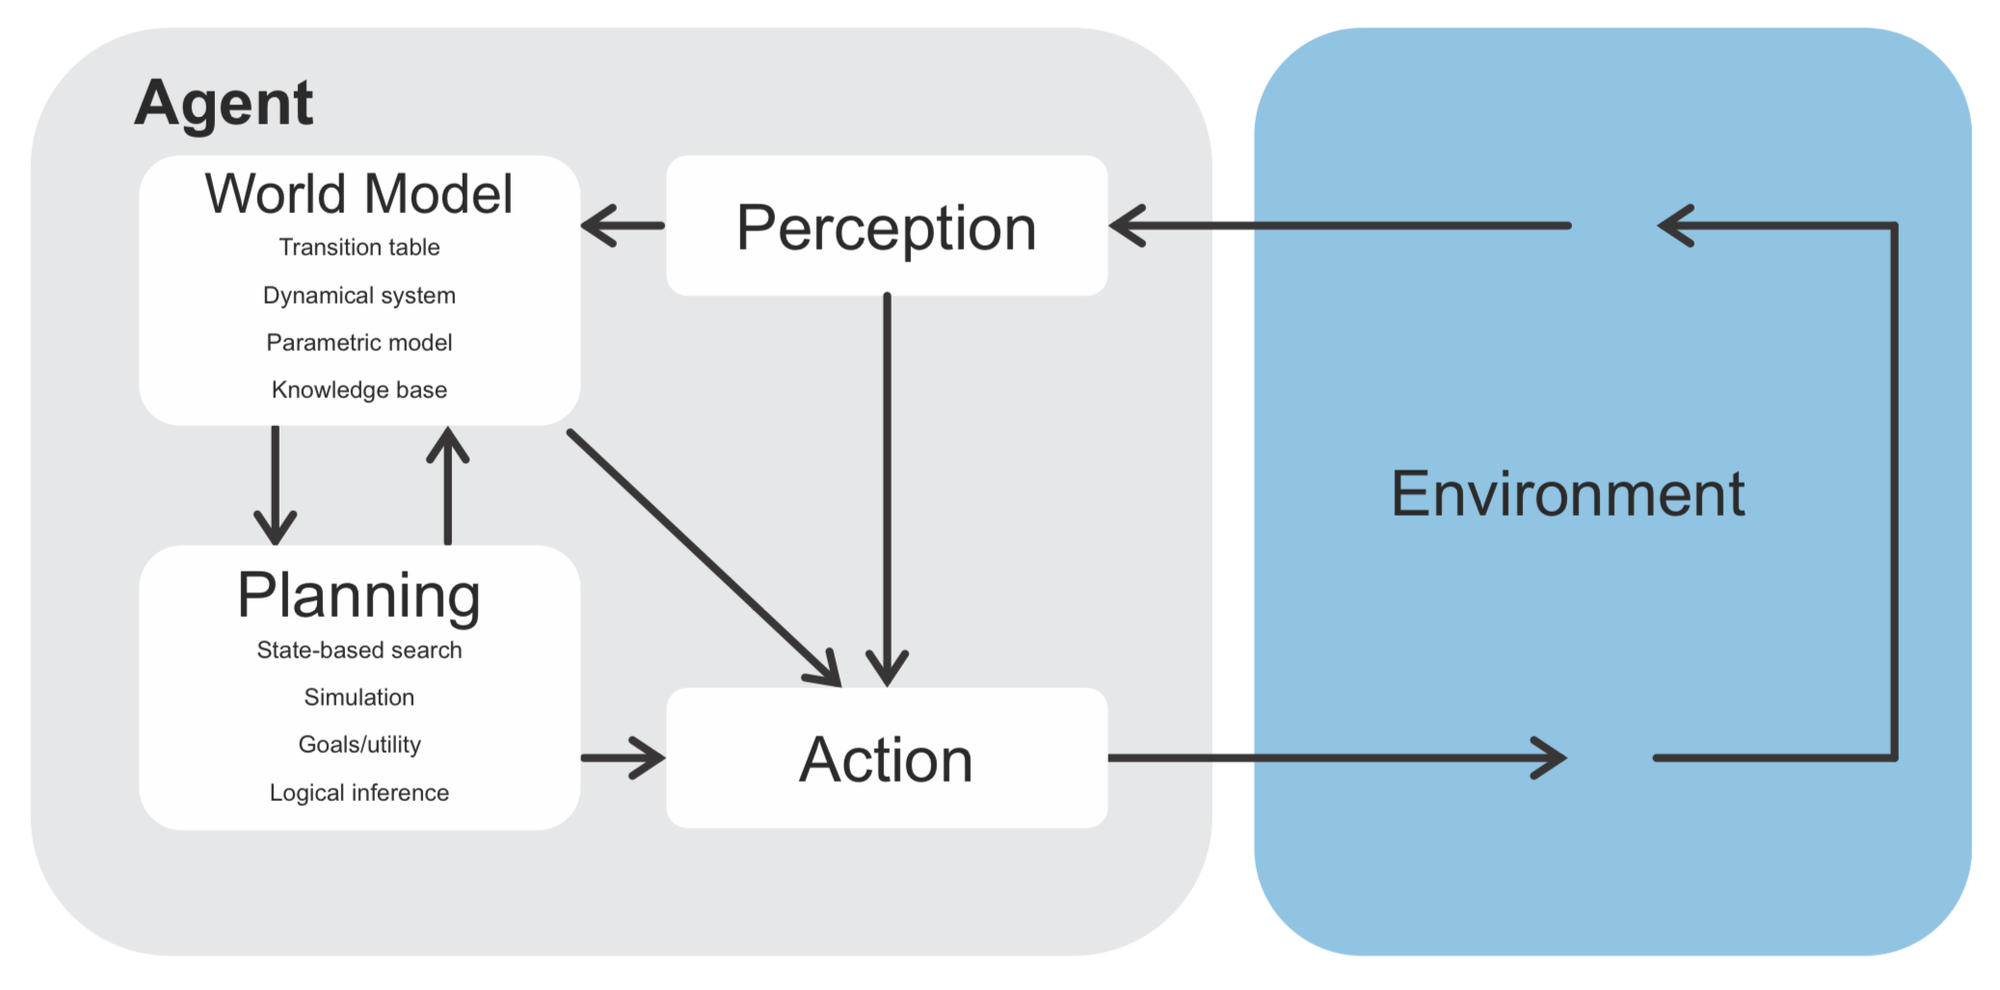 Agent
World Model
Transition table
Dynamical system
Parametric model
Knowledge base
Perception
Environment
Planning
State-based search
Simulation
Goals/utility
Logical inference
Action